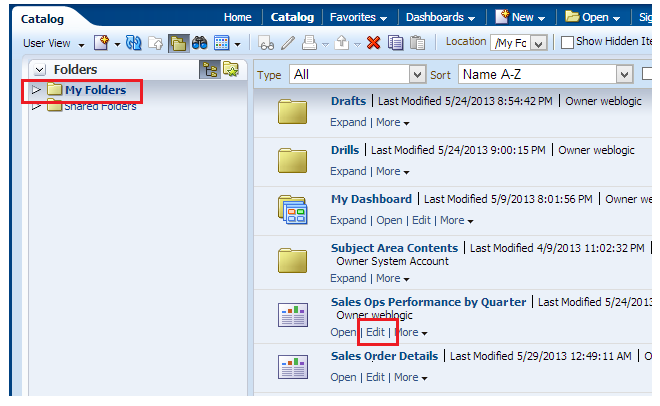 Catalog
Home Catalog Favorites Dashboards New Open
User View Location /My Fo Show Hidden Ite
Folders
My Folders
Shared Folders
Type All Sort Name A-Z
Drafts | Last Modified 5/24/2013 8:54:42 PM | Owner weblogic
Expand | More
Drills | Last Modified 5/24/2013 9:00:15 PM | Owner weblogic
Expand | More
My Dashboard | Last Modified 5/9/2013 8:01:56 PM | Owner we
Expand | Open | Edit | More
Subject Area Contents | Last Modified 4/9/2013 11:02:32 PM |
Owner System Account
Expand | More
Sales Ops Performance by Quarter | Last Modified 5/24/2013
Owner weblogic
Open | Edit | More
Sales Order Details | Last Modified 5/29/2013 12:49:11 AM | O
Open | Edit | More